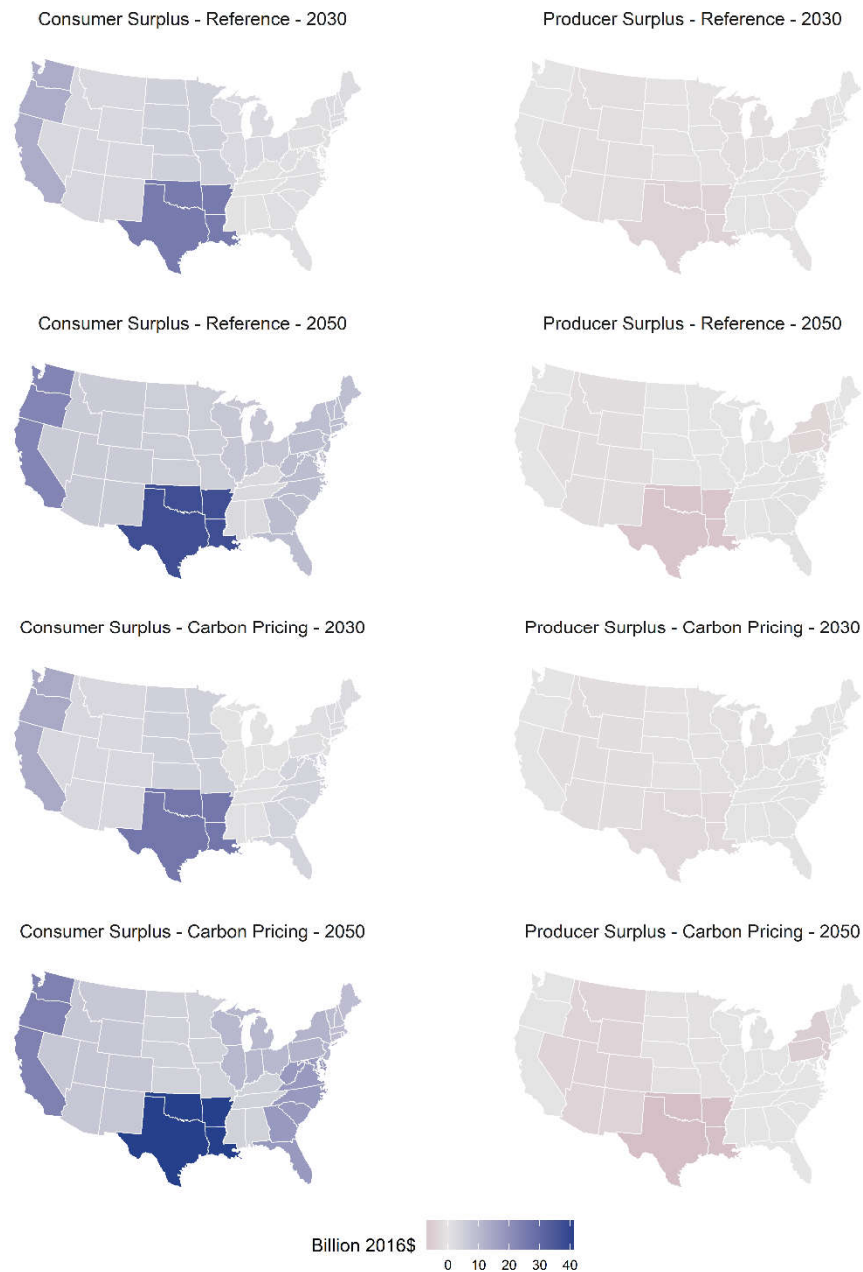 Consumer Surplus - Reference - 2030
Producer Surplus - Reference - 2030
Consumer Surplus - Reference - 2050
Producer Surplus - Reference - 2050
Consumer Surplus - Carbon Pricing - 2030
Producer Surplus - Carbon Pricing - 2030
Consumer Surplus - Carbon Pricing - 2050
Producer Surplus - Carbon Pricing - 2050
Billion 2016$
0 10 20 30 40